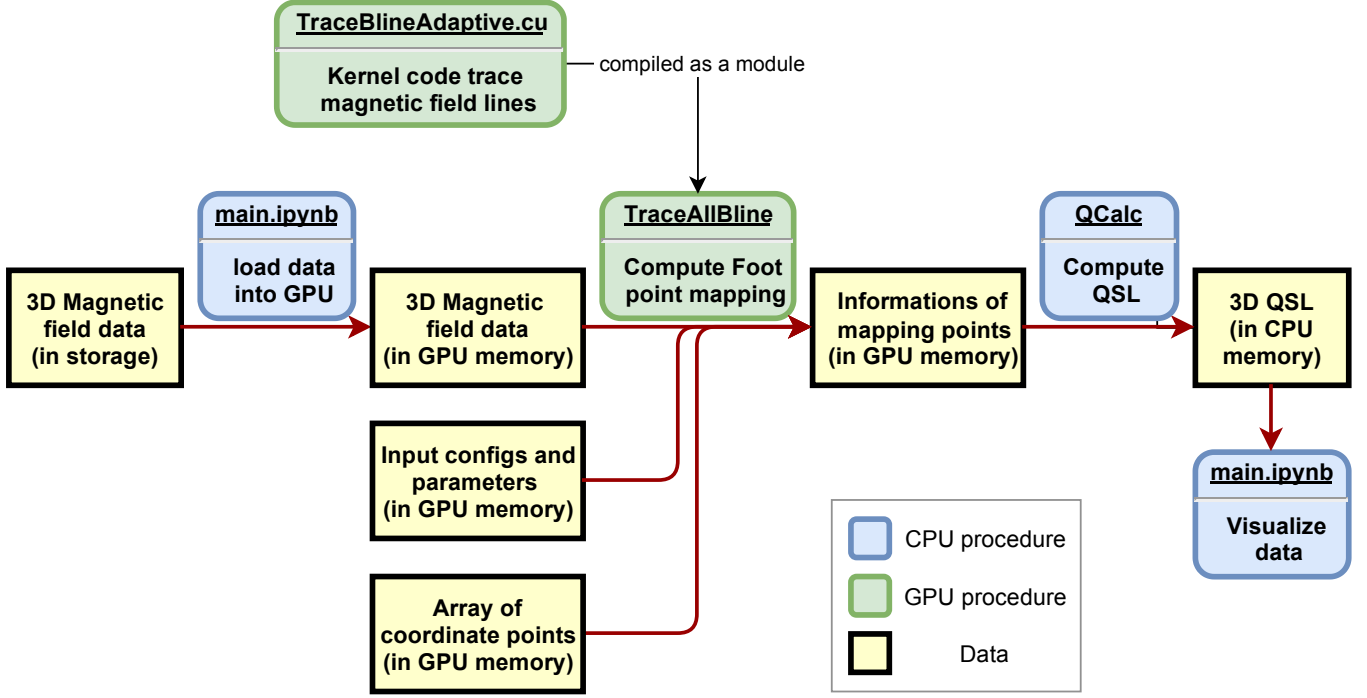 TraceBlineAdaptive.cu
Kernel code trace
magnetic field lines
compiled as a module
main.ipynb
load data
into GPU
TraceAllBline
Compute Foot
point mapping
QCalc
Compute
QSL
3D Magnetic
field data
(in storage)
3D Magnetic
field data
(in GPU memory)
Informations of
mapping points
(in GPU memory)
3D QSL
(in CPU
memory)
Input configs and
parameters
(in GPU memory)
main.ipynb
Visualize
data
Array of
coordinate points
(in GPU memory)
CPU procedure
GPU procedure
Data